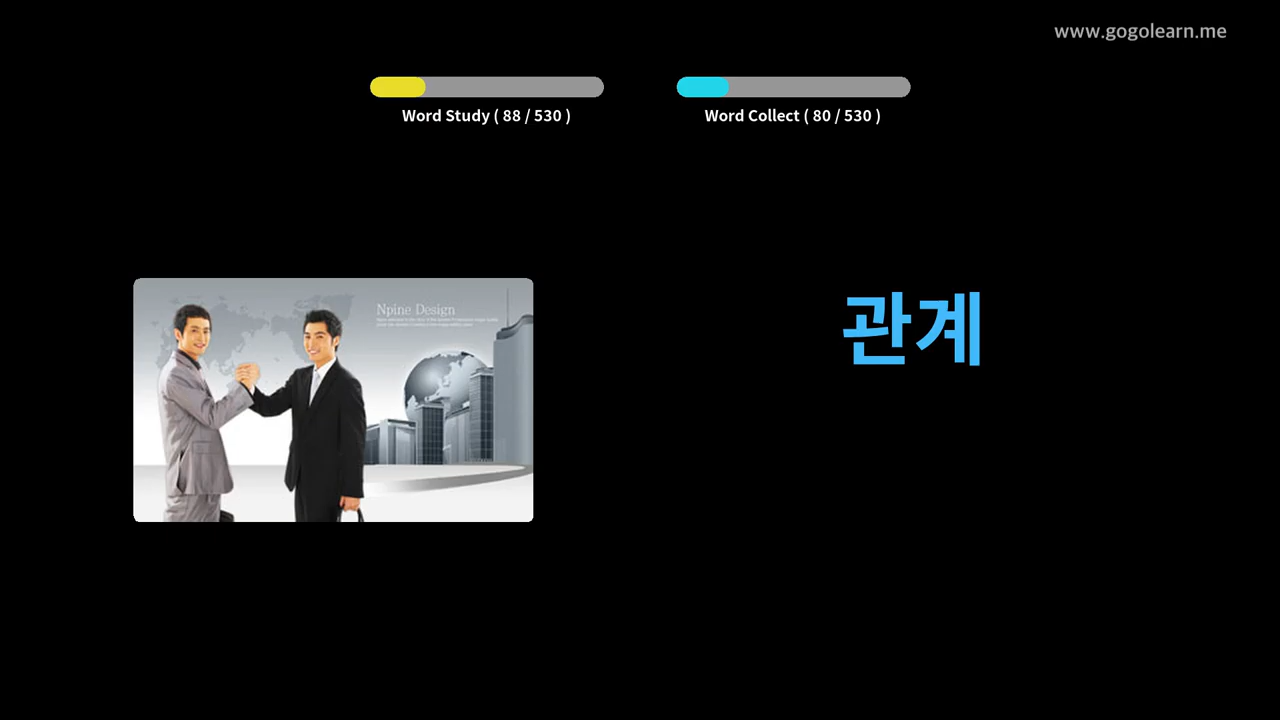 www.gogolearn.me
Word Study ( 88 / 530 )
Word Collect ( 80 / 530 )
Npine Design
관계